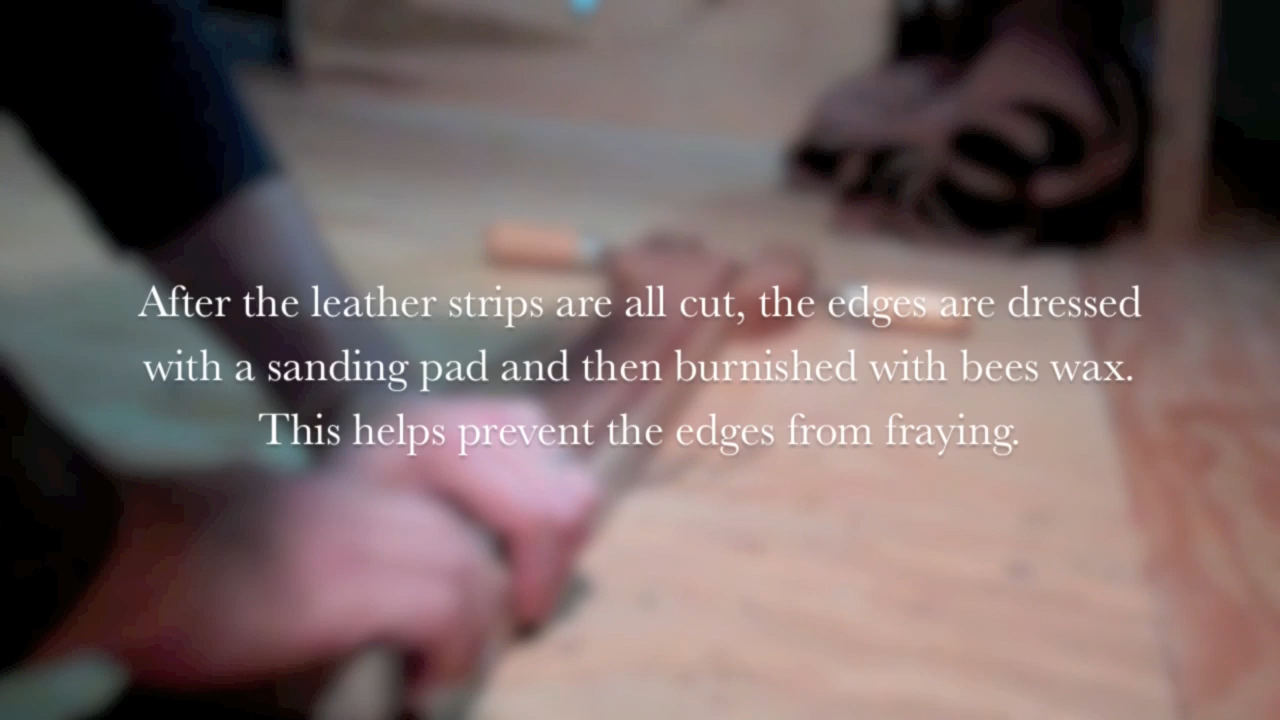 After the leather strips are all cut, the edges are dressed
with a sanding pad and then burnished with bees wax.
This helps prevent the edges from fraying.